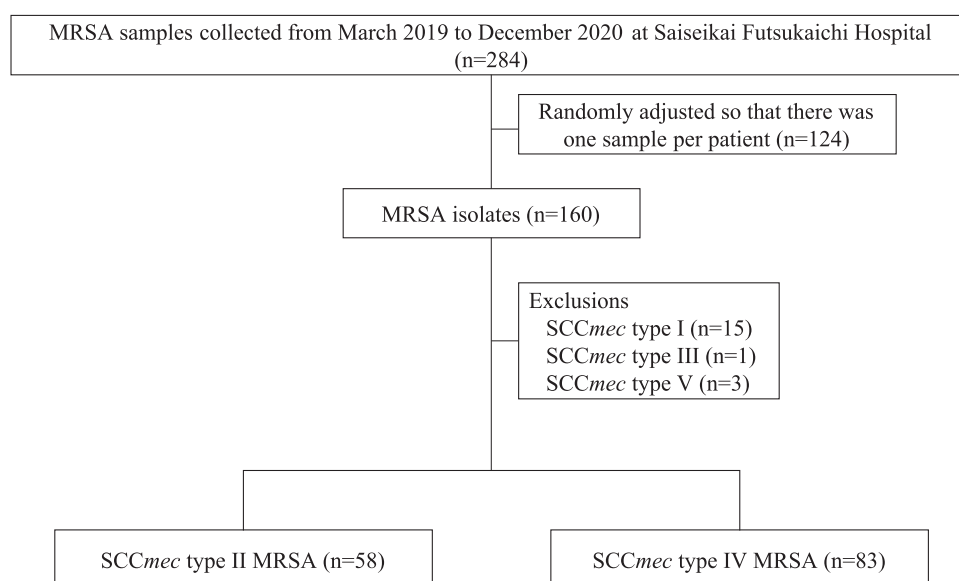 MRSA samples collected from March 2019 to December 2020 at Saiseikai Futsukaichi Hospital
(n=284)
Randomly adjusted so that there was
one sample per patient (n=124)
MRSA isolates (n=160)
Exclusions
SCCmec type I (n=15)
SCCmec type III (n=1)
SCCmec type V (n=3)
SCCmec type II MRSA (n=58)
SCCmec type IV MRSA (n=83)